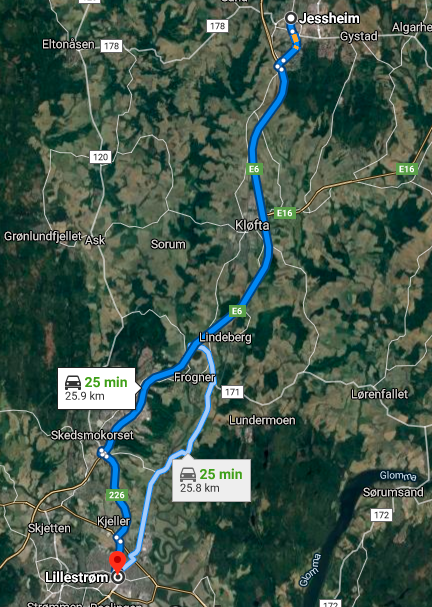 178
Jessheim
Gystad
Algarhe
Eltonåsen
178
120
E6
E16
E16
Kløfta
Grønlundfjellet
Ask
Sorum
E6
Lindeberg
Frogner
25 min
25.9 km
171
Lørenfallet
Lundermoen
Skedsmokorset
25 min
25.8 km
Glomma
Sørumsand
226
172
Kjeller
Skjetten
Glomma
Lillestrøm
172